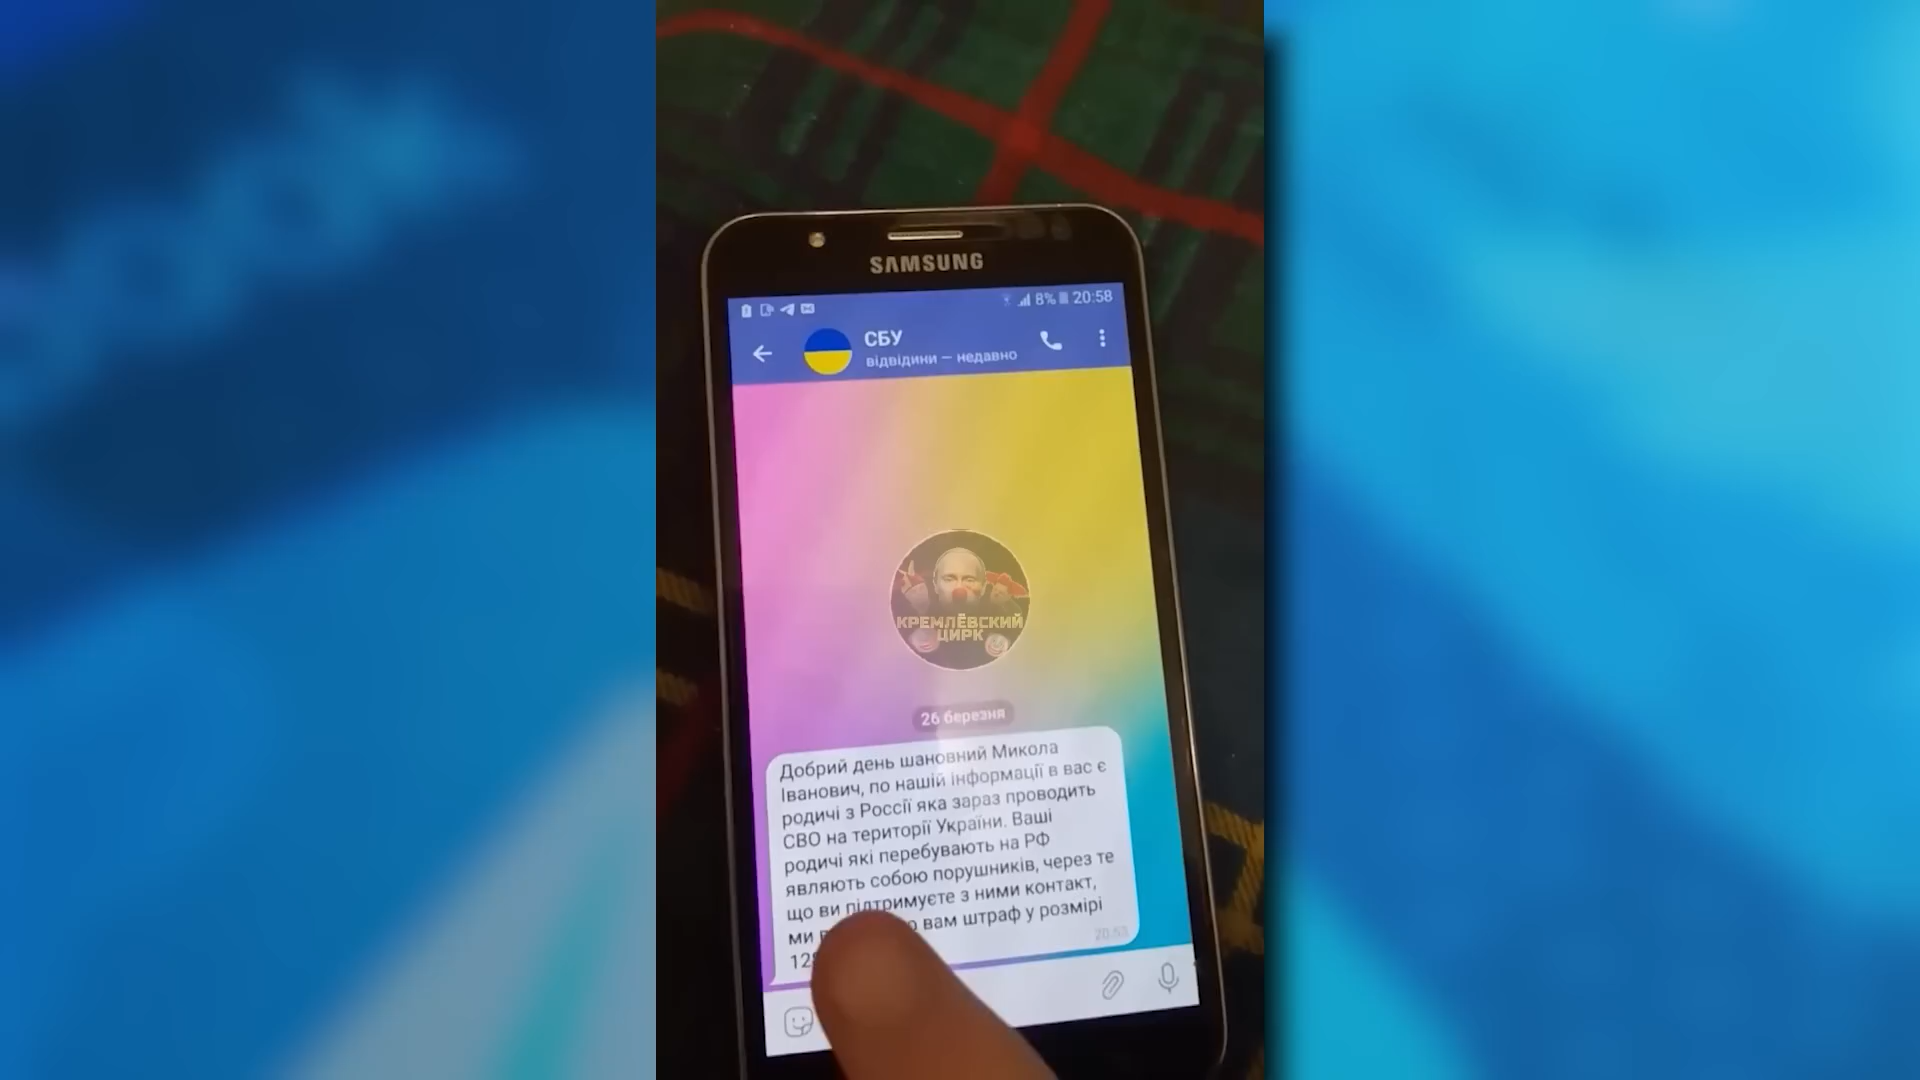 SAMSUNG
8% 20:58
СБУ
відвідини — недавно
КРЕМЛЁВСКИЙ
ЦИРК
26 березня
Добрий день шановний Микола
Іванович, по нашій інформації в вас є
родичі з Россії яка зараз проводить
СВО на території України. Ваші
родичі які перебувають на РФ
являють собою порушників, через те
що ви підтримуєте з ними контакт,
ми вам штраф у розмірі
20:53